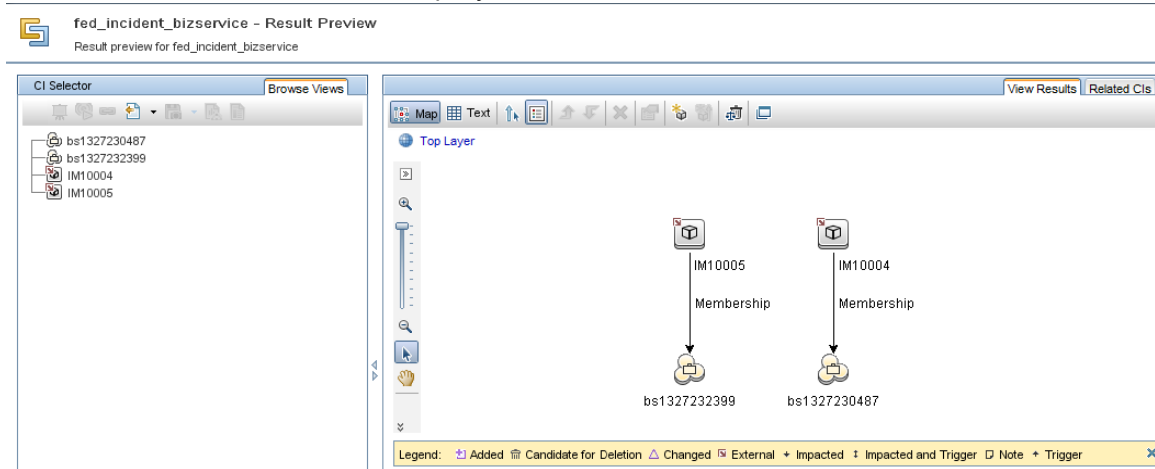 fed_incident_bizservice - Result Preview
Result preview for fed_incident_bizservice
CI Selector
Browse Views
bs1327230487
bs1327232399
IM10004
IM10005
View Results
Related CIs
Map
Text
Top Layer
IM10005
IM10004
Membership
Membership
bs1327232399
bs1327230487
Legend: Added Candidate for Deletion Changed External Impacted Impacted and Trigger Note Trigger